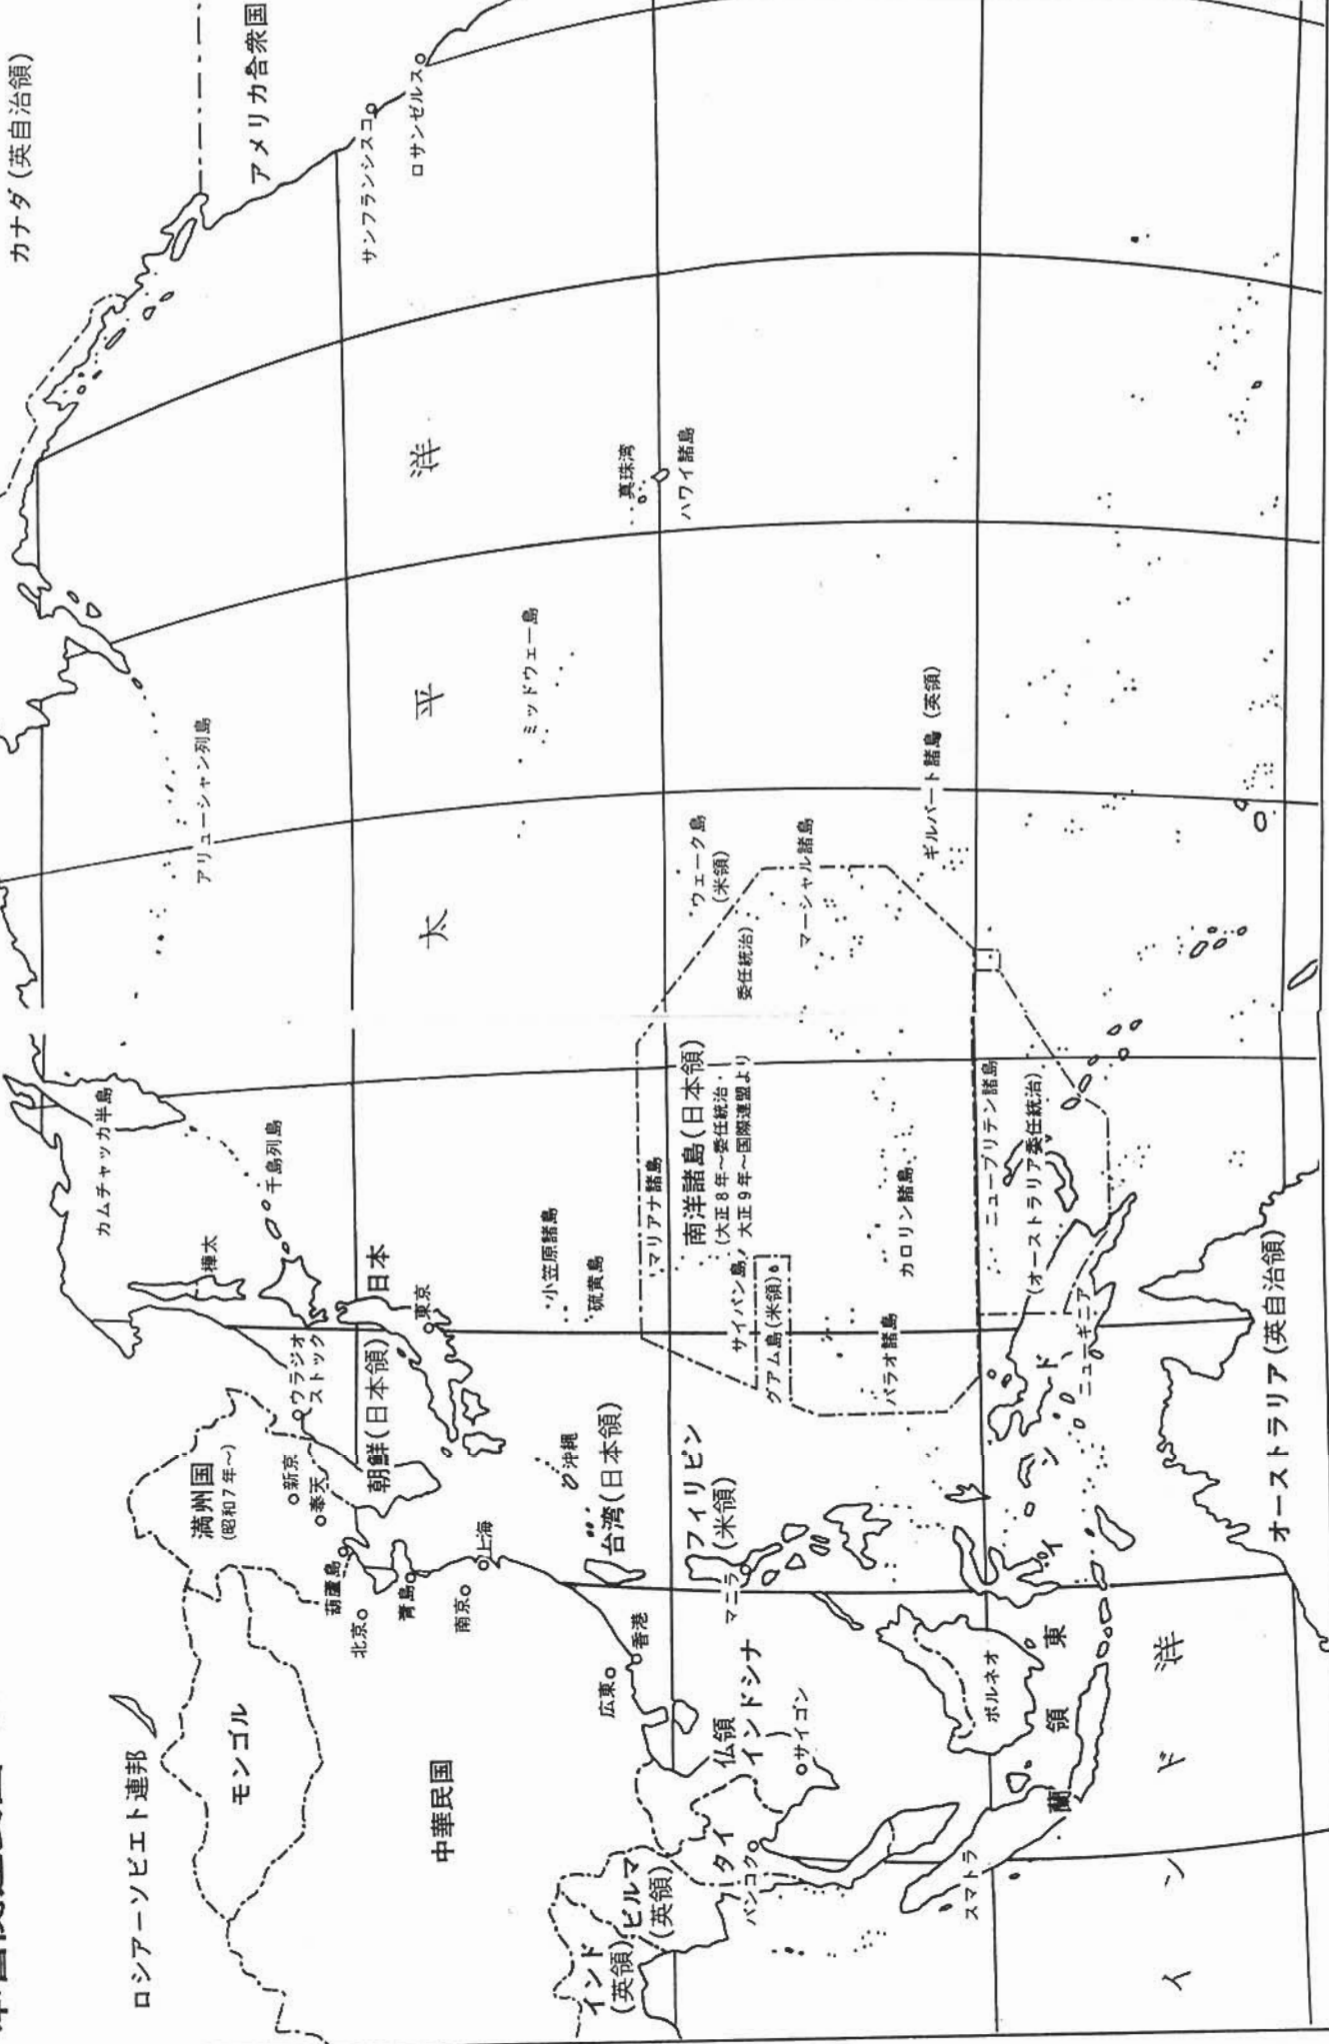 カナダ(英自治領)
アメリカ合衆国
サンフランシスコ
ロサンゼルス
ロシアーソビエト連邦
モンゴル
満州国
(昭和7年〜)
新京
奉天
ウラジオ
ストック
樺太
カムチャッカ半島
千島列島
アリューシャン列島
中華民国
北京
葫蘆島
青島
南京
上海
広東
香港
朝鮮(日本領)
日本
東京
沖縄
台湾(日本領)
小笠原諸島
硫黄島
太
平
洋
ミッドウェー島
真珠湾
ハワイ諸島
ウェーク島
(米領)
マリアナ諸島
南洋諸島(日本領)
(大正8年〜委任統治・
大正9年〜国際連盟より
委任統治)
サイパン島
グアム島(米領)
マーシャル諸島
カロリン諸島
パラオ諸島
ギルバート諸島(英領)
インド
(英領)
ビルマ
(英領)
タイ
バンコク
仏領
インドシナ
サイゴン
フィリピン
(米領)
マニラ
ボルネオ
スマトラ
蘭
領
東
イ
ン
ド
ニューギニア
ニューブリテン諸島
(オーストラリア委任統治)
オーストラリア(英自治領)
イ
ン
ド
洋